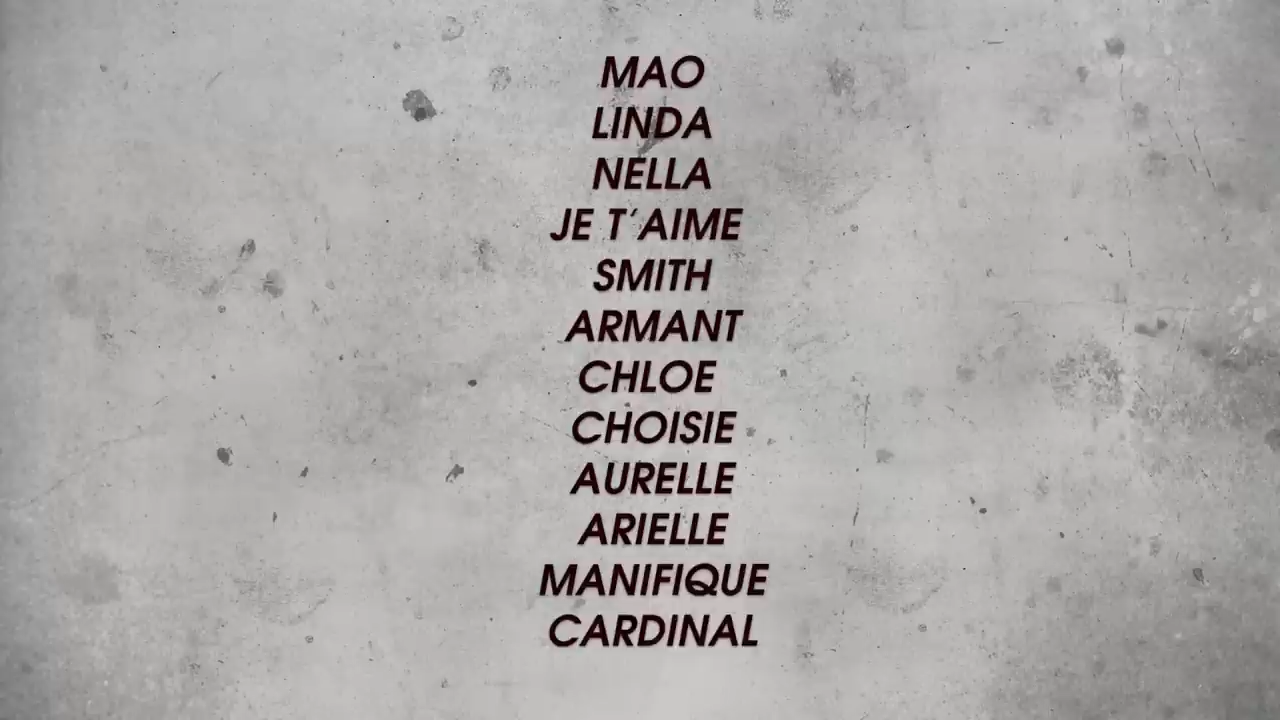 MAO
LINDA
NELLA
JE T´AIME
SMITH
ARMANT
CHLOE
CHOISIE
AURELLE
ARIELLE
MANIFIQUE
CARDINAL